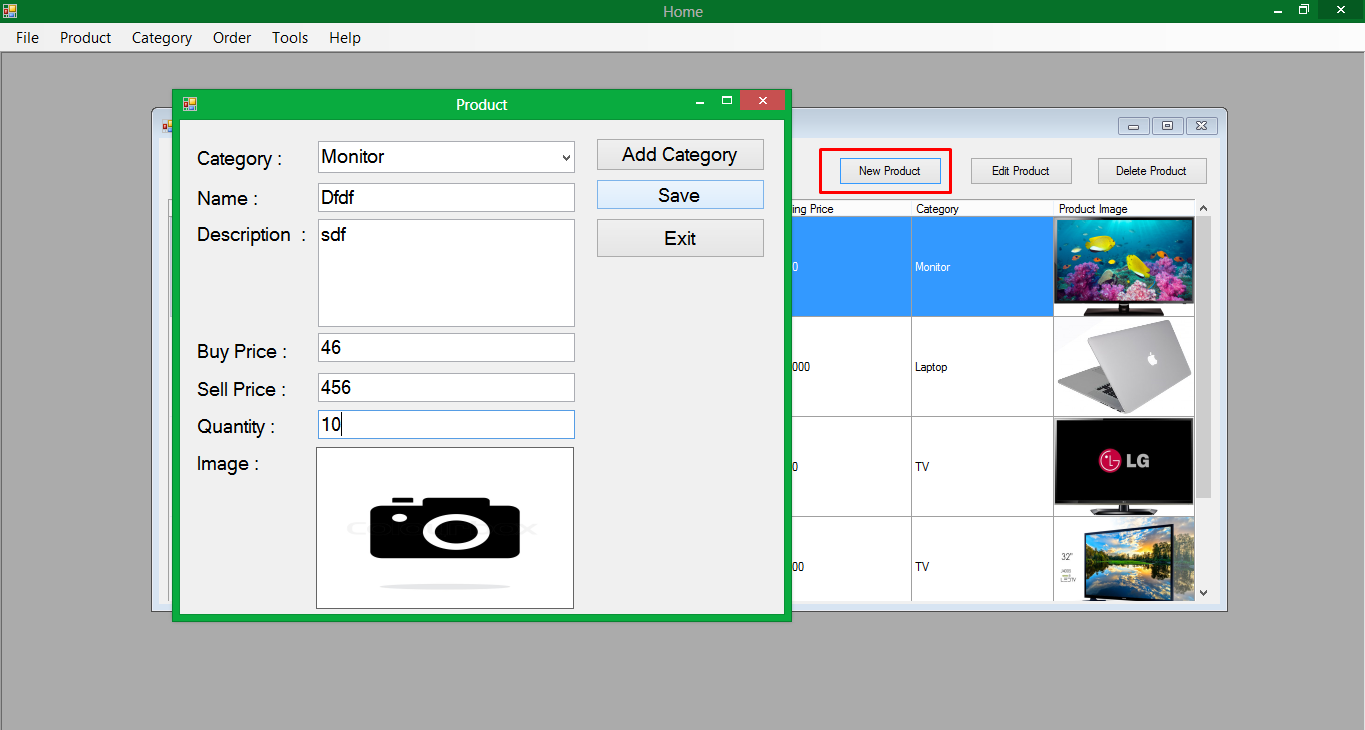 Home
File Product Category Order Tools Help
Product
Category :
Monitor
Add Category
Name :
Dfdf
Save
Description :
sdf
Exit
Buy Price :
46
Sell Price :
456
Quantity :
10
Image :
New Product
Edit Product
Delete Product
ing Price
Category
Product Image
0
Monitor
000
Laptop
0
TV
LG
00
TV
32"